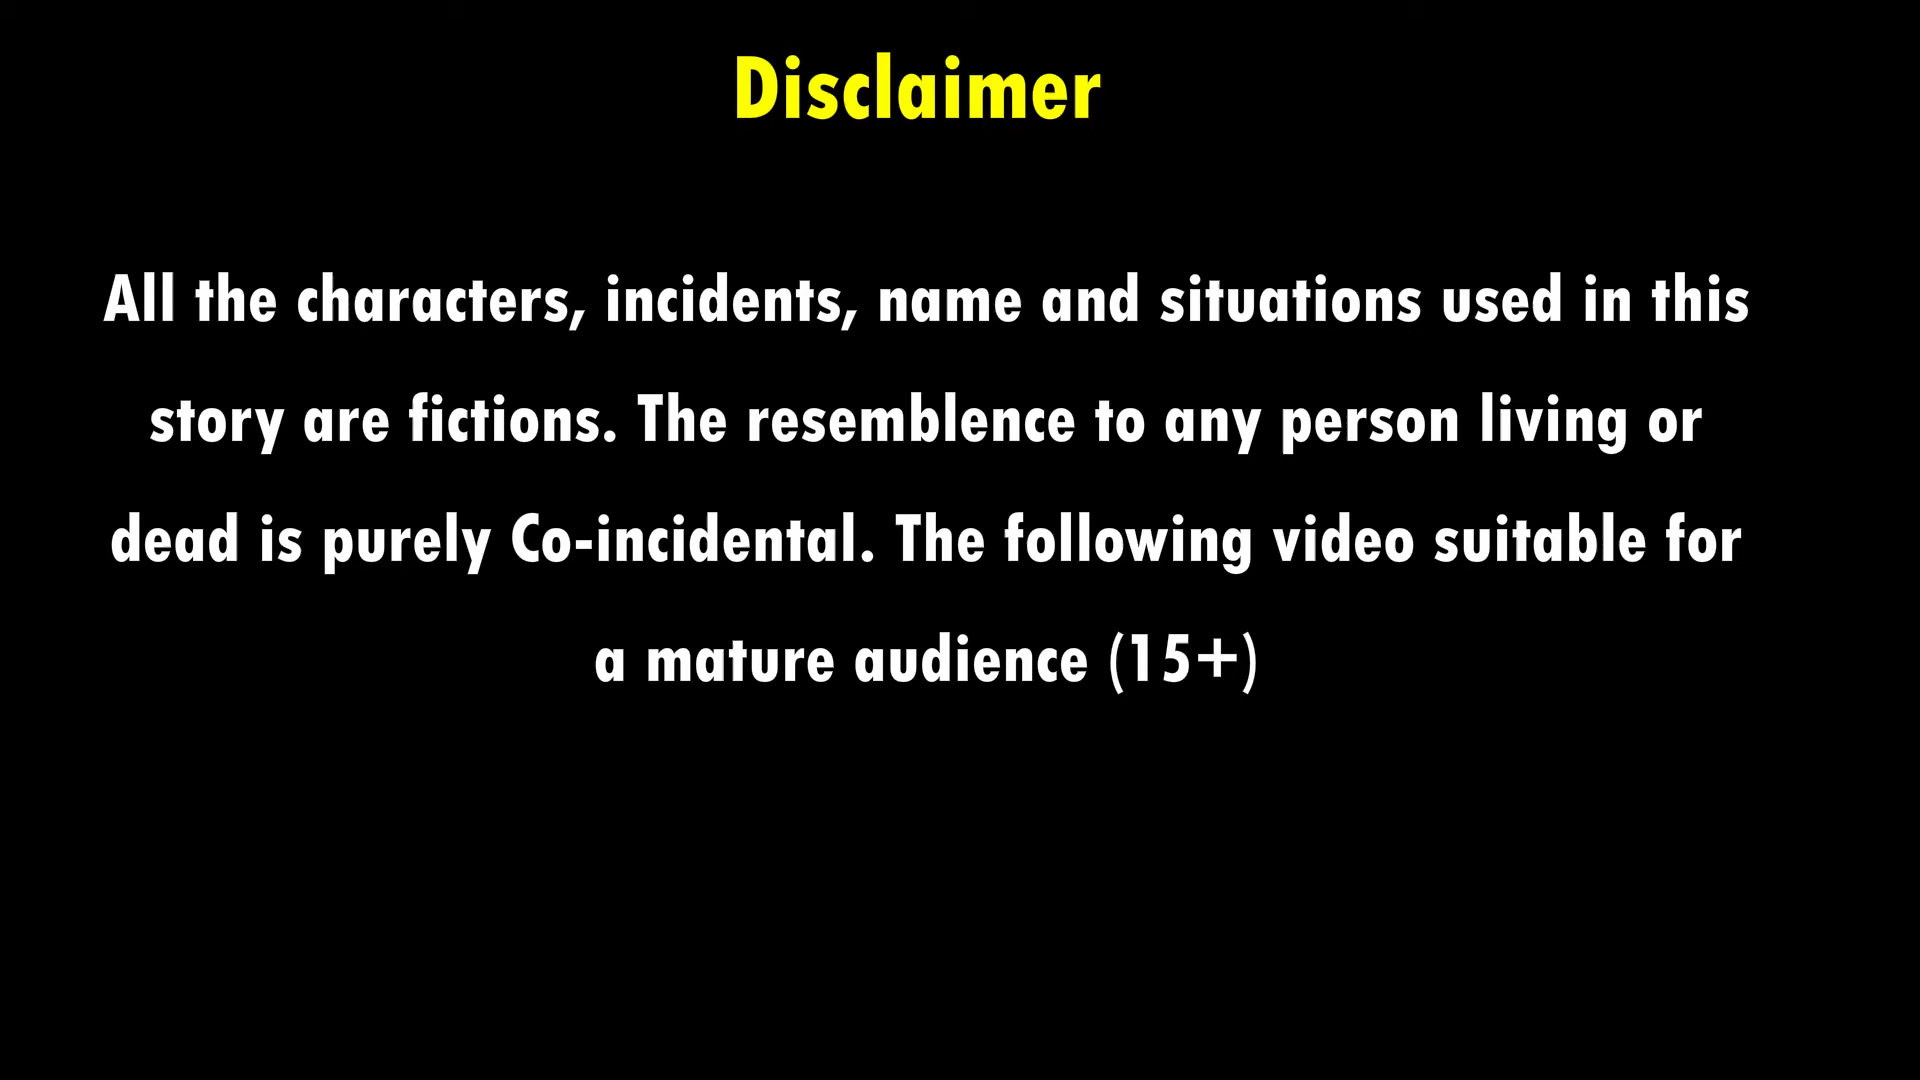 Disclaimer
All the characters, incidents, name and situations used in this
story are fictions. The resemblence to any person living or
dead is purely Co-incidental. The following video suitable for
a mature audience (15+)